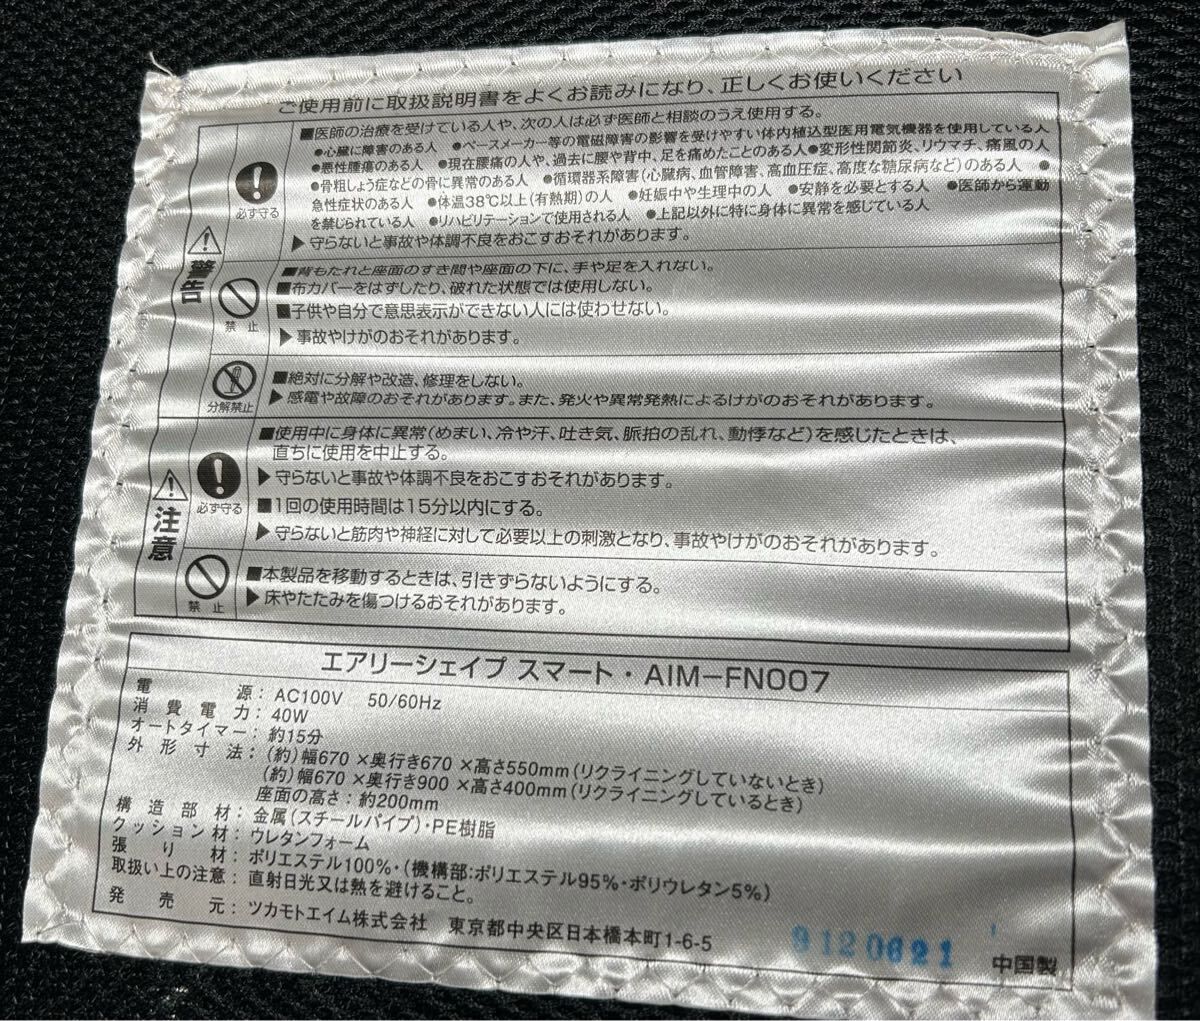 ご使用前に取扱説明書をよくお読みになり、正しくお使いください
警告
必ず守る
■医師の治療を受けている人や、次の人は必ず医師と相談のうえ使用する。
●心臓に障害のある人 ●ペースメーカー等の電磁障害の影響を受けやすい体内植込型医用電気機器を使用している人
●悪性腫瘍のある人 ●現在腰痛の人や、過去に腰や背中、足を痛めたことのある人●変形性関節炎、リウマチ、痛風の人
●骨粗しょう症などの骨に異常のある人 ●循環器系障害(心臓病、血管障害、高血圧症、高度な糖尿病など)のある人 ●
急性症状のある人 ●体温38℃以上(有熱期)の人 ●妊娠中や生理中の人 ●安静を必要とする人 ●医師から運動
を禁じられている人 ●リハビリテーションで使用される人 ●上記以外に特に身体に異常を感じている人
▶守らないと事故や体調不良をおこすおそれがあります。
禁止
■背もたれと座面のすき間や座面の下に、手や足を入れない。
■布カバーをはずしたり、破れた状態では使用しない。
■子供や自分で意思表示ができない人には使わせない。
▶事故やけがのおそれがあります。
分解禁止
■絶対に分解や改造、修理をしない。
▶感電や故障のおそれがあります。また、発火や異常発熱によるけがのおそれがあります。
注意
必ず守る
■使用中に身体に異常(めまい、冷や汗、吐き気、脈拍の乱れ、動悸など)を感じたときは、
直ちに使用を中止する。
▶守らないと事故や体調不良をおこすおそれがあります。
■1回の使用時間は15分以内にする。
▶守らないと筋肉や神経に対して必要以上の刺激となり、事故やけがのおそれがあります。
禁止
■本製品を移動するときは、引きずらないようにする。
▶床やたたみを傷つけるおそれがあります。
エアリーシェイプ スマート・AIM-FN007
電源:AC100V 50/60Hz
消費電力:40W
オートタイマー:約15分
外形寸法:(約)幅670×奥行き670×高さ550mm(リクライニングしていないとき)
(約)幅670×奥行き900×高さ400mm(リクライニングしているとき)
座面の高さ:約200mm
構造部材:金属(スチールパイプ)・PE樹脂
クッション材:ウレタンフォーム
張り材:ポリエステル100%・(機構部:ポリエステル95%・ポリウレタン5%)
取扱い上の注意:直射日光又は熱を避けること。
発売元:ツカモトエイム株式会社 東京都中央区日本橋本町1-6-5
9120621
中国製